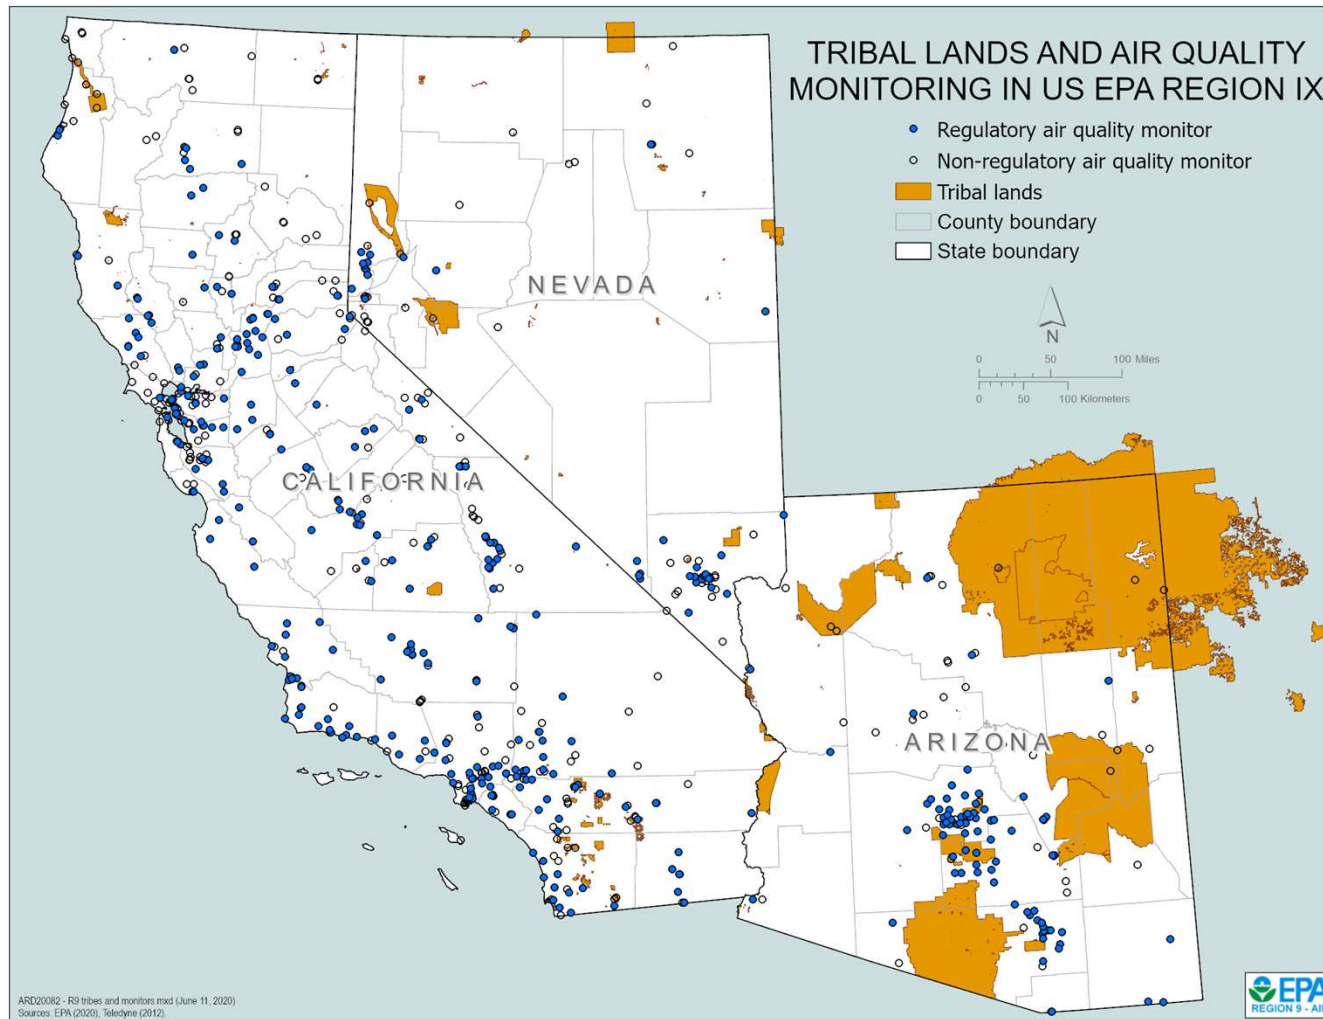 TRIBAL LANDS AND AIR QUALITY
MONITORING IN US EPA REGION IX
Regulatory air quality monitor
Non-regulatory air quality monitor
Tribal lands
County boundary
State boundary
N
0 50 100 Miles
0 50 100 Kilometers
NEVADA
CALIFORNIA
ARIZONA
ARD20082 - R9 tribes and monitors.mxd (June 11, 2020)
Sources: EPA (2020), Teledyne (2012).
EPA
REGION 9 - AI